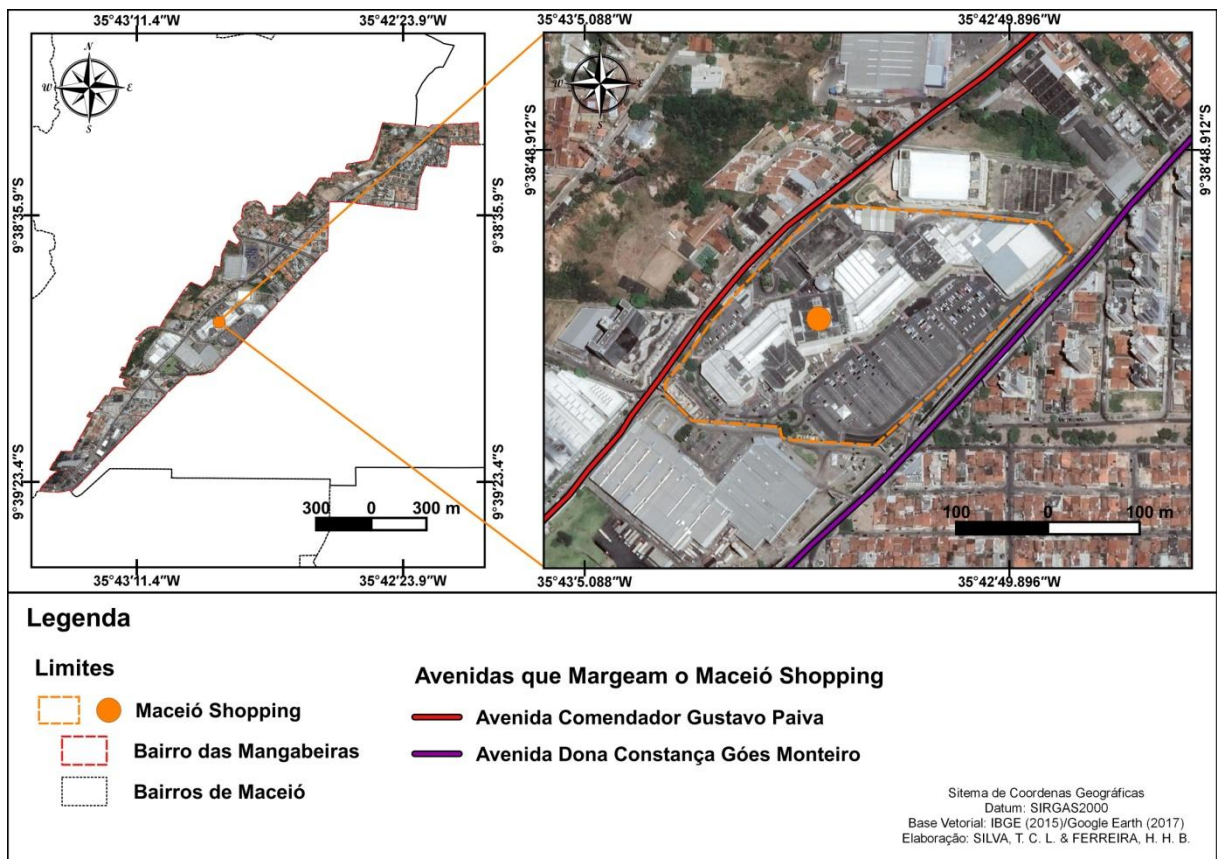 35°43'11.4"W
35°42'23.9"W
35°43'5.088"W
35°42'49.896"W
N
W
E
S
9°38'35.9"S
9°38'35.9"S
9°39'23.4"S
9°39'23.4"S
300 0 300 m
35°43'11.4"W
35°42'23.9"W
W
E
S
9°38'48.912"S
9°38'48.912"S
100 0 100 m
35°43'5.088"W
35°42'49.896"W
Legenda
Limites
Maceió Shopping
Bairro das Mangabeiras
Bairros de Maceió
Avenidas que Margeam o Maceió Shopping
Avenida Comendador Gustavo Paiva
Avenida Dona Constança Góes Monteiro
Sitema de Coordenas Geográficas
Datum: SIRGAS2000
Base Vetorial: IBGE (2015)/Google Earth (2017)
Elaboração: SILVA, T. C. L. & FERREIRA, H. H. B.